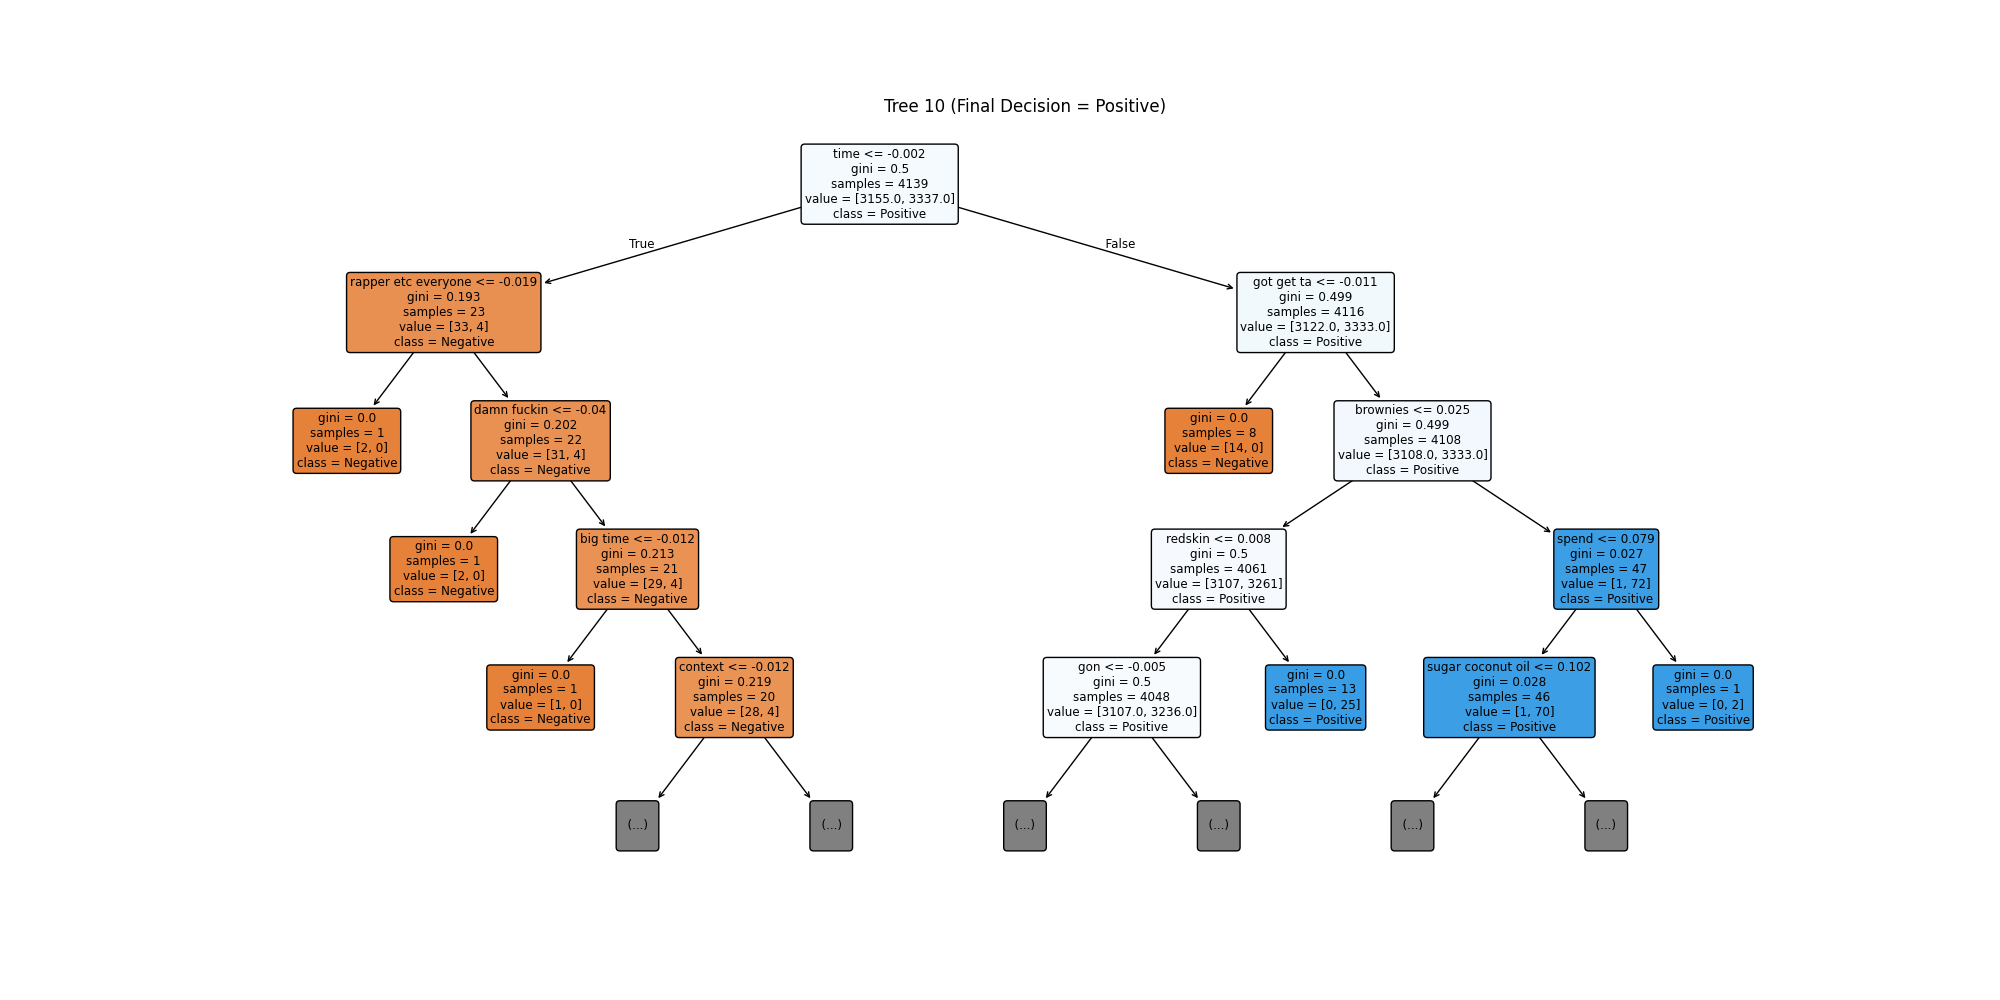 Tree 10 (Final Decision = Positive)
time <= -0.002
gini = 0.5
samples = 4139
value = [3155.0, 3337.0]
class = Positive
True
False
rapper etc everyone <= -0.019
gini = 0.193
samples = 23
value = [33, 4]
class = Negative
got get ta <= -0.011
gini = 0.499
samples = 4116
value = [3122.0, 3333.0]
class = Positive
gini = 0.0
samples = 1
value = [2, 0]
class = Negative
damn fuckin <= -0.04
gini = 0.202
samples = 22
value = [31, 4]
class = Negative
gini = 0.0
samples = 8
value = [14, 0]
class = Negative
brownies <= 0.025
gini = 0.499
samples = 4108
value = [3108.0, 3333.0]
class = Positive
gini = 0.0
samples = 1
value = [2, 0]
class = Negative
big time <= -0.012
gini = 0.213
samples = 21
value = [29, 4]
class = Negative
redskin <= 0.008
gini = 0.5
samples = 4061
value = [3107, 3261]
class = Positive
spend <= 0.079
gini = 0.027
samples = 47
value = [1, 72]
class = Positive
gini = 0.0
samples = 1
value = [1, 0]
class = Negative
context <= -0.012
gini = 0.219
samples = 20
value = [28, 4]
class = Negative
gon <= -0.005
gini = 0.5
samples = 4048
value = [3107.0, 3236.0]
class = Positive
gini = 0.0
samples = 13
value = [0, 25]
class = Positive
sugar coconut oil <= 0.102
gini = 0.028
samples = 46
value = [1, 70]
class = Positive
gini = 0.0
samples = 1
value = [0, 2]
class = Positive
(...)
(...)
(...)
(...)
(...)
(...)